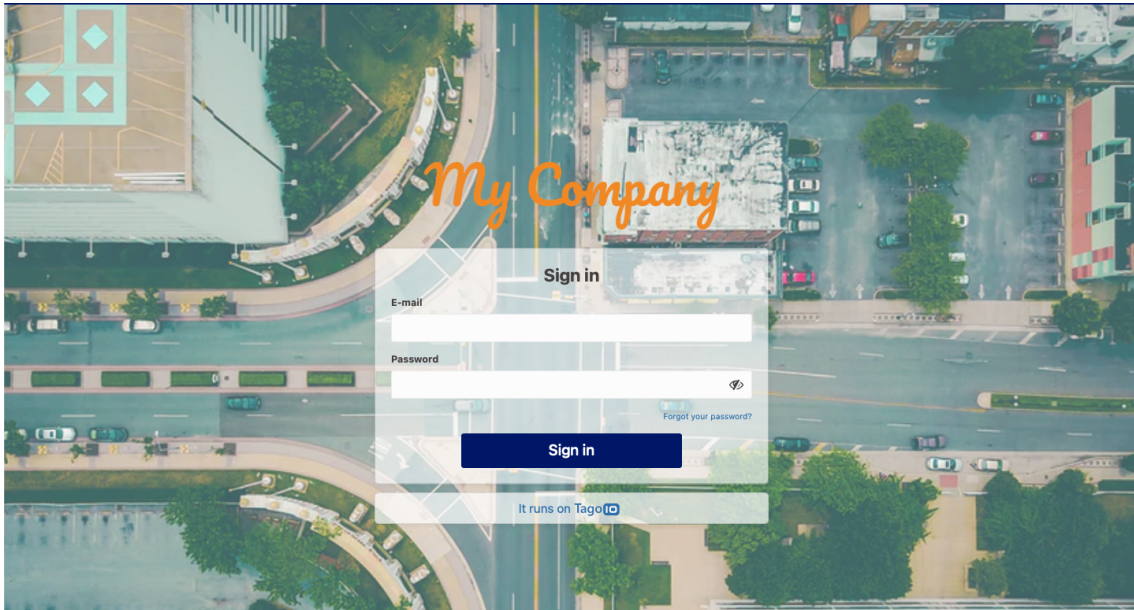 My Company
Sign in
E-mail
Password
Forgot your password?
Sign in
It runs on TagoIO